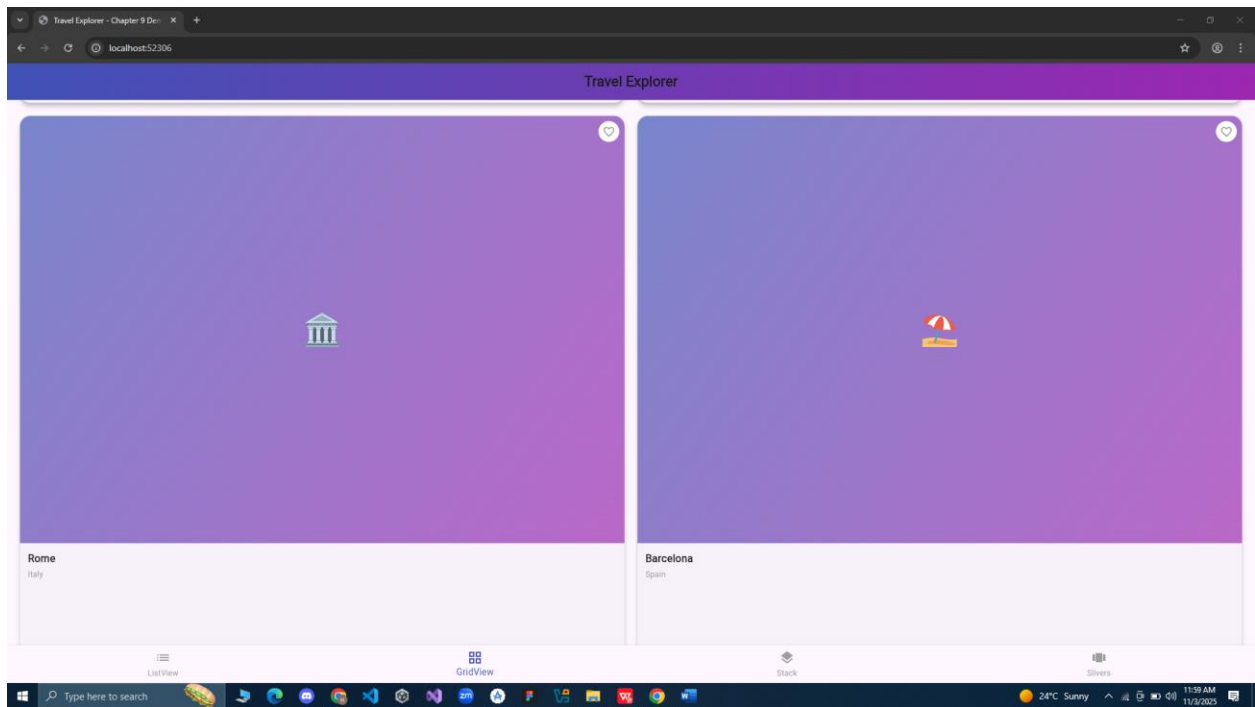 Travel Explorer - Chapter 9 Dem
localhost:52306
Travel Explorer
Rome
Italy
Barcelona
Spain
ListView
GridView
Stack
Slivers
Type here to search
24°C Sunny
11:59 AM
11/3/2025